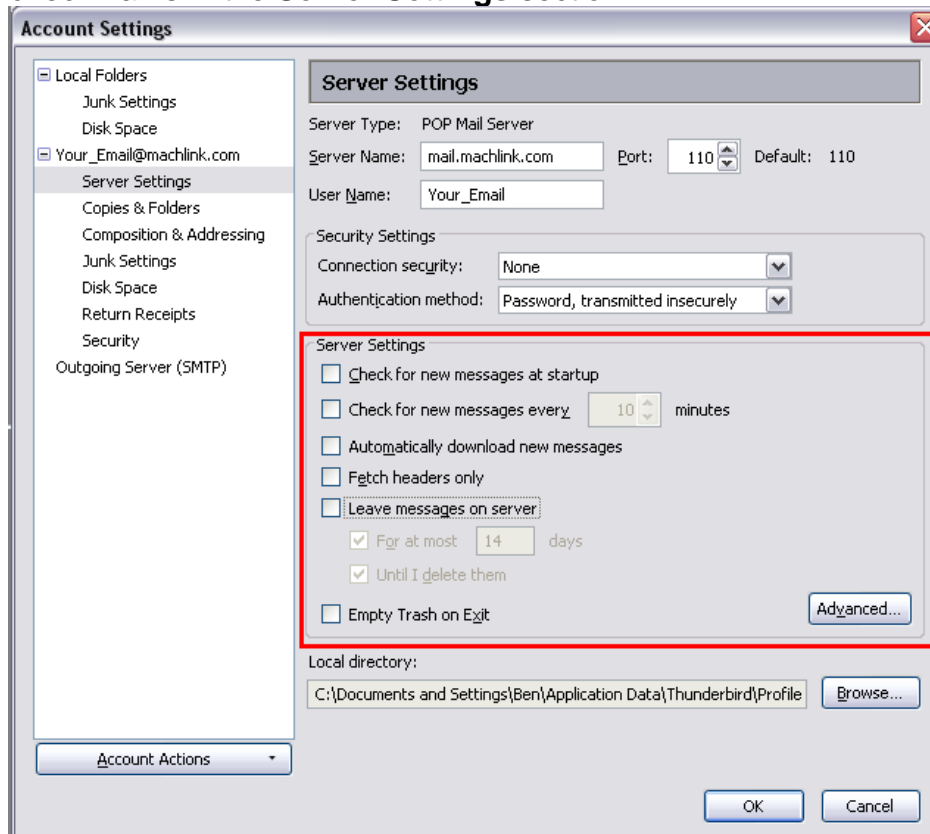 Account Settings
Local Folders
Junk Settings
Disk Space
Your_Email@machlink.com
Server Settings
Copies & Folders
Composition & Addressing
Junk Settings
Disk Space
Return Receipts
Security
Outgoing Server (SMTP)
Account Actions
Server Settings
Server Type: POP Mail Server
Server Name: mail.machlink.com Port: 110 Default: 110
User Name: Your_Email
Security Settings
Connection security: None
Authentication method: Password, transmitted insecurely
Server Settings
Check for new messages at startup
Check for new messages every 10 minutes
Automatically download new messages
Fetch headers only
Leave messages on server
For at most 14 days
Until I delete them
Empty Trash on Exit
Advanced...
Local directory:
C:\Documents and Settings\Ben\Application Data\Thunderbird\Profile Browse...
OK Cancel